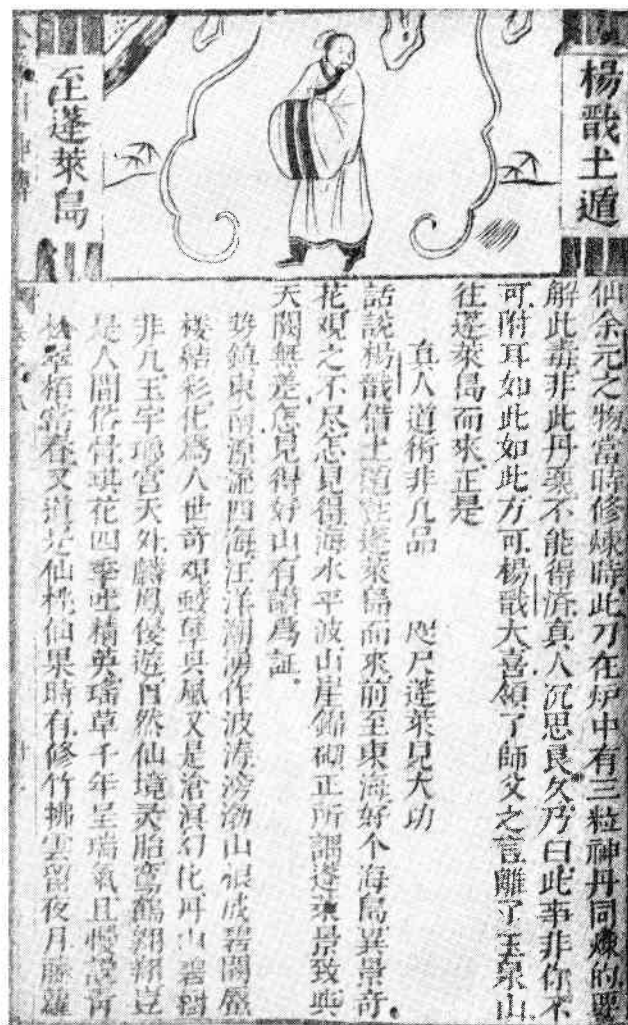 楊戩土遁
至蓬萊島
仙余元之物當時修煉時此刀在炉中有三粒神丹同煉的要
解此毒非此丹藥不能得済真人沉思良久乃曰此事非你不
可附耳如此如此方可楊戩大喜領了師父之言離了玉泉山
往蓬萊島而來正是
真人道術非凡品　咫尺蓬萊見大功
話說楊戩借土遁往蓬萊島而來前至東海好个海島異景奇
花观之不尽怎見得海水平波山崖錦砌正所謂蓬萊景致與
天闕無差怎見得好山有讃爲証
勢鎮東南源流四海汪洋潮湧作波涛滂渤山根成碧闕蜃
楼結彩化爲人世奇观蛟孽興風又是滄溟幻化丹山碧樹
非凡玉宇瓊宮天外麟鳳優遊自然仙境灵胎鸞鶴翱翔豈
是人間俗骨琪花四季吐精英瑤草千年呈瑞氣且慢說青
松翠栢常春又道是仙桃仙果時有修竹拂雲留夜月藤蘿